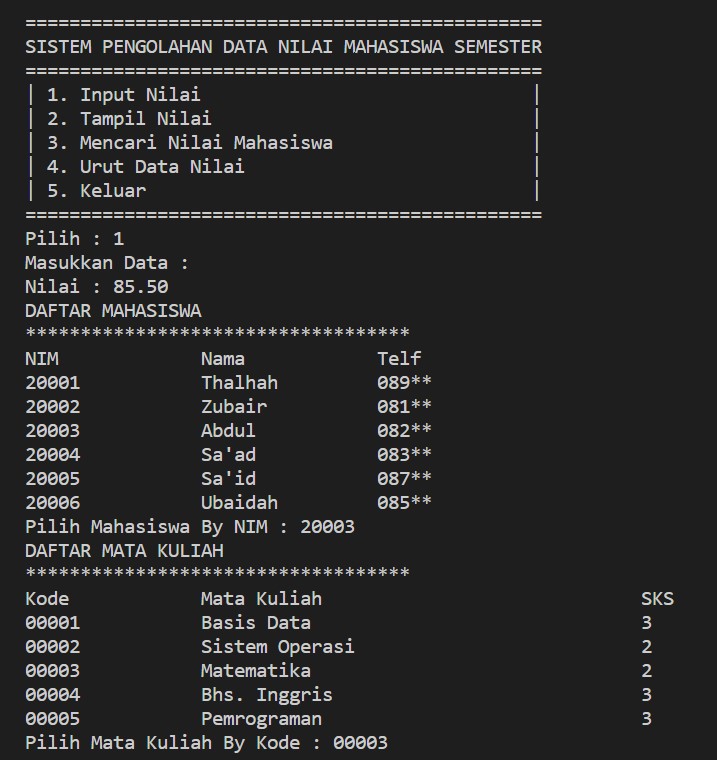 ===============================================
SISTEM PENGOLAHAN DATA NILAI MAHASISWA SEMESTER
===============================================
| 1. Input Nilai                              |
| 2. Tampil Nilai                             |
| 3. Mencari Nilai Mahasiswa                  |
| 4. Urut Data Nilai                          |
| 5. Keluar                                   |
===============================================
Pilih : 1
Masukkan Data :
Nilai : 85.50
DAFTAR MAHASISWA
***********************************
NIM             Nama            Telf
20001           Thalhah         089**
20002           Zubair          081**
20003           Abdul           082**
20004           Sa'ad           083**
20005           Sa'id           087**
20006           Ubaidah         085**
Pilih Mahasiswa By NIM : 20003
DAFTAR MATA KULIAH
***********************************
Kode            Mata Kuliah                             SKS
00001           Basis Data                              3
00002           Sistem Operasi                          2
00003           Matematika                              2
00004           Bhs. Inggris                            3
00005           Pemrograman                             3
Pilih Mata Kuliah By Kode : 00003